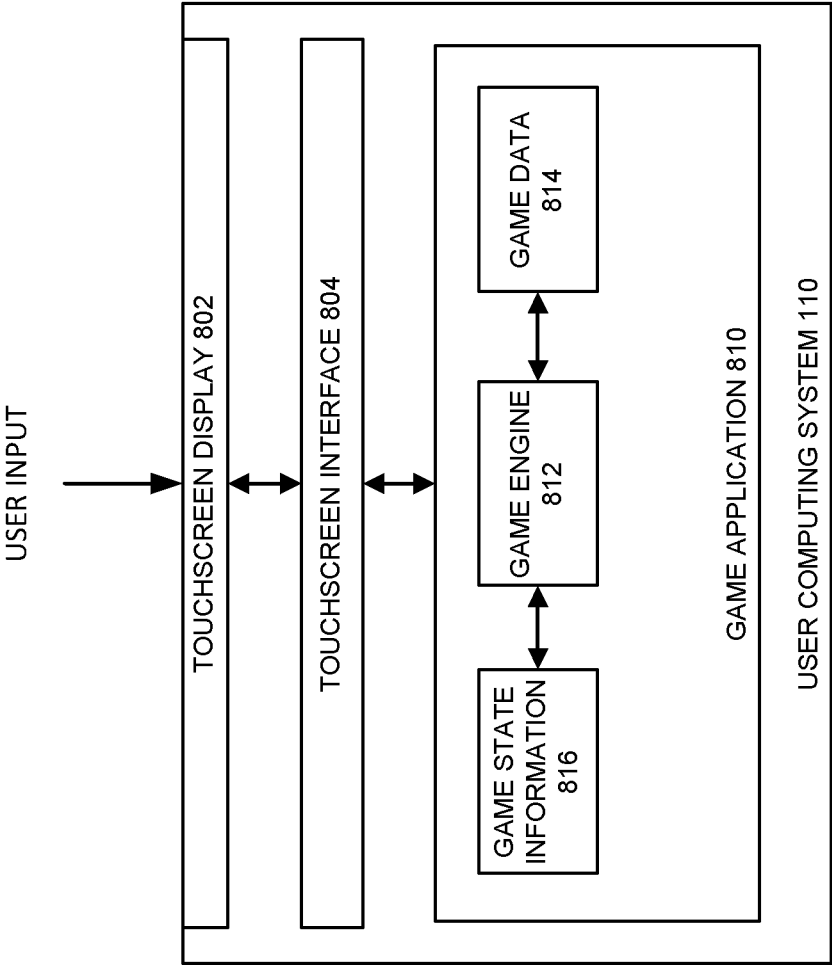 USER INPUT
TOUCHSCREEN DISPLAY 802
TOUCHSCREEN INTERFACE 804
GAME STATE
INFORMATION
816
GAME ENGINE
812
GAME DATA
814
GAME APPLICATION 810
USER COMPUTING SYSTEM 110